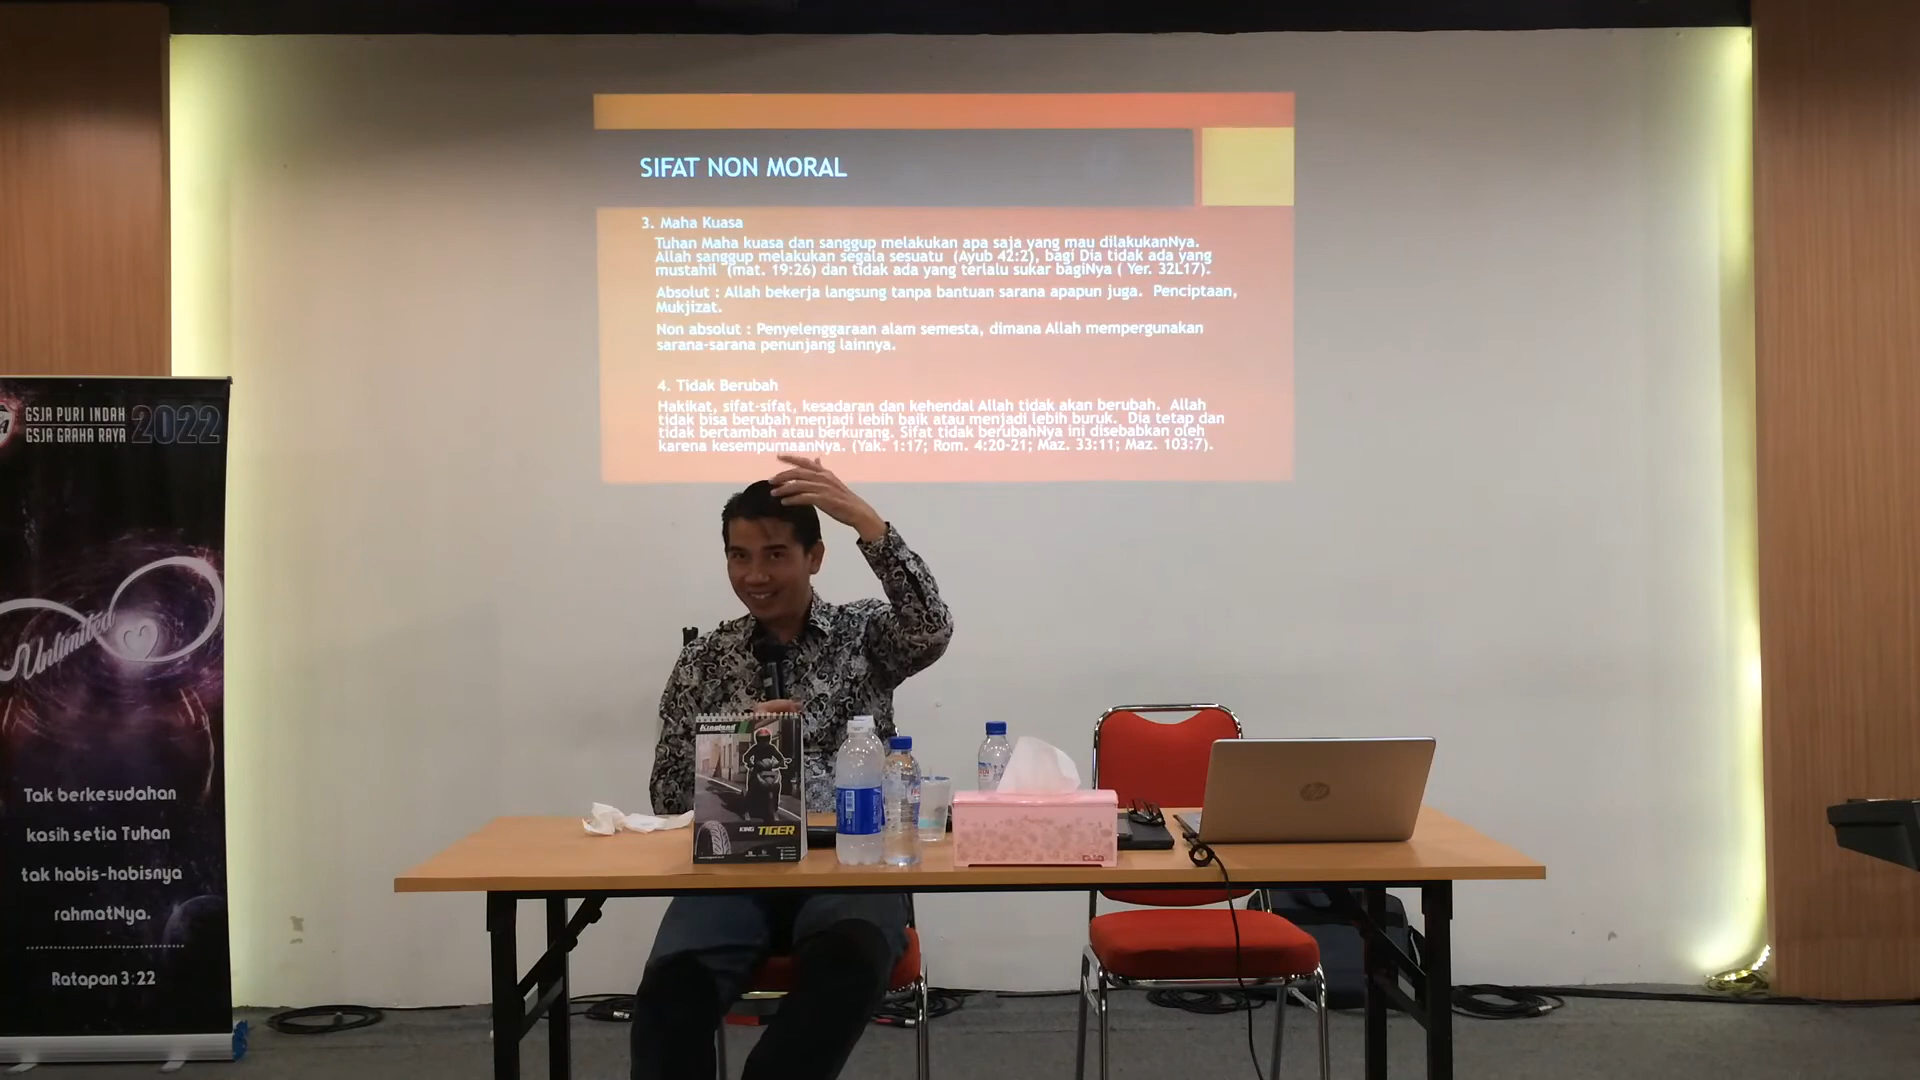 SIFAT NON MORAL
3. Maha Kuasa
Tuhan Maha kuasa dan sanggup melakukan apa saja yang mau dilakukanNya.
Allah sanggup melakukan segala sesuatu (Ayub 42:2), bagi Dia tidak ada yang
mustahil (mat. 19:26) dan tidak ada yang terlalu sukar bagiNya ( Yer. 32L17).
Absolut : Allah bekerja langsung tanpa bantuan sarana apapun juga. Penciptaan,
Mukjizat.
Non absolut : Penyelenggaraan alam semesta, dimana Allah mempergunakan
sarana-sarana penunjang lainnya.
4. Tidak Berubah
Hakikat, sifat-sifat, kesadaran dan kehendal Allah tidak akan berubah. Allah
tidak bisa berubah menjadi lebih baik atau menjadi lebih buruk. Dia tetap dan
tidak bertambah atau berkurang. Sifat tidak berubahNya ini disebabkan oleh
karena kesempurnaanNya. (Yak. 1:17; Rom. 4:20-21; Maz. 33:11; Maz. 103:7).
GSJA PURI INDAH
GSJA GRAHA RAYA
2022
Unlimited
Tak berkesudahan
kasih setia Tuhan
tak habis-habisnya
rahmatNya.
Ratapan 3:22
Kingland
KING TIGER
hp